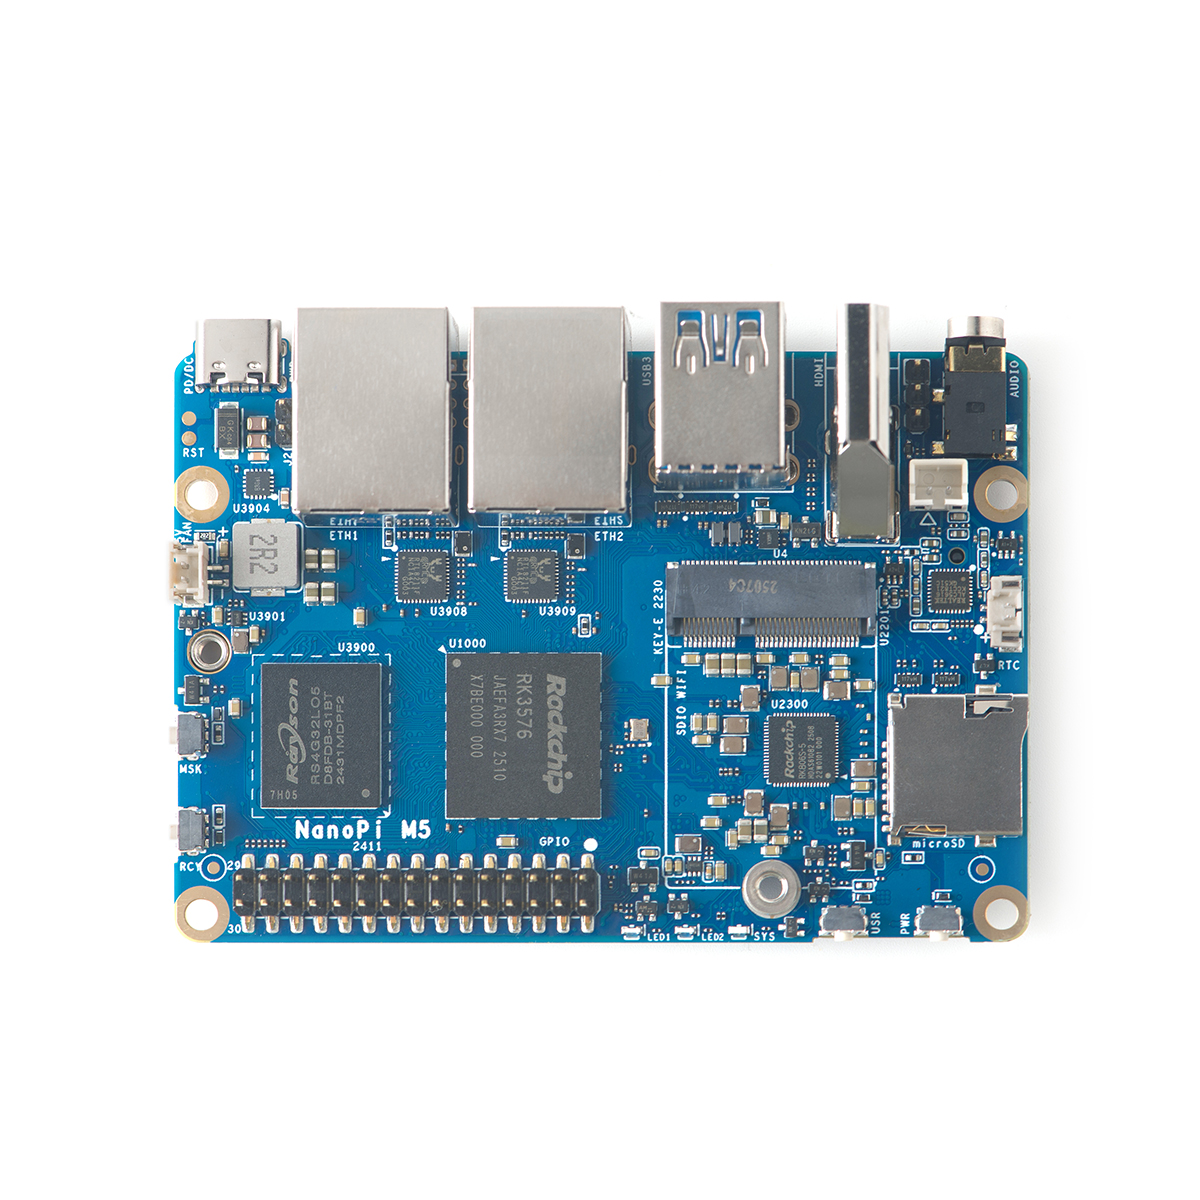 PD/DC
USB3
HDMI
AUDIO
RST
U3904
ETH1
ETH2
U4
FAN
2R2
U3901
U3908
U3909
2507C4
KEY-E 2230
U2201
RTC
U3900
U1000
Rayson
RS4G32LO5
D8FDB-31BT
2431MDPF2
7H05
Rockchip
RK3576
JAEFA3RX7 2510
X7BE000 000
SDIO WIFI
U2300
Rockchip
MSK
NanoPi M5
2411
GPIO
microSD
RCY
29
30
LED1
LED2
SYS
USR
PWR